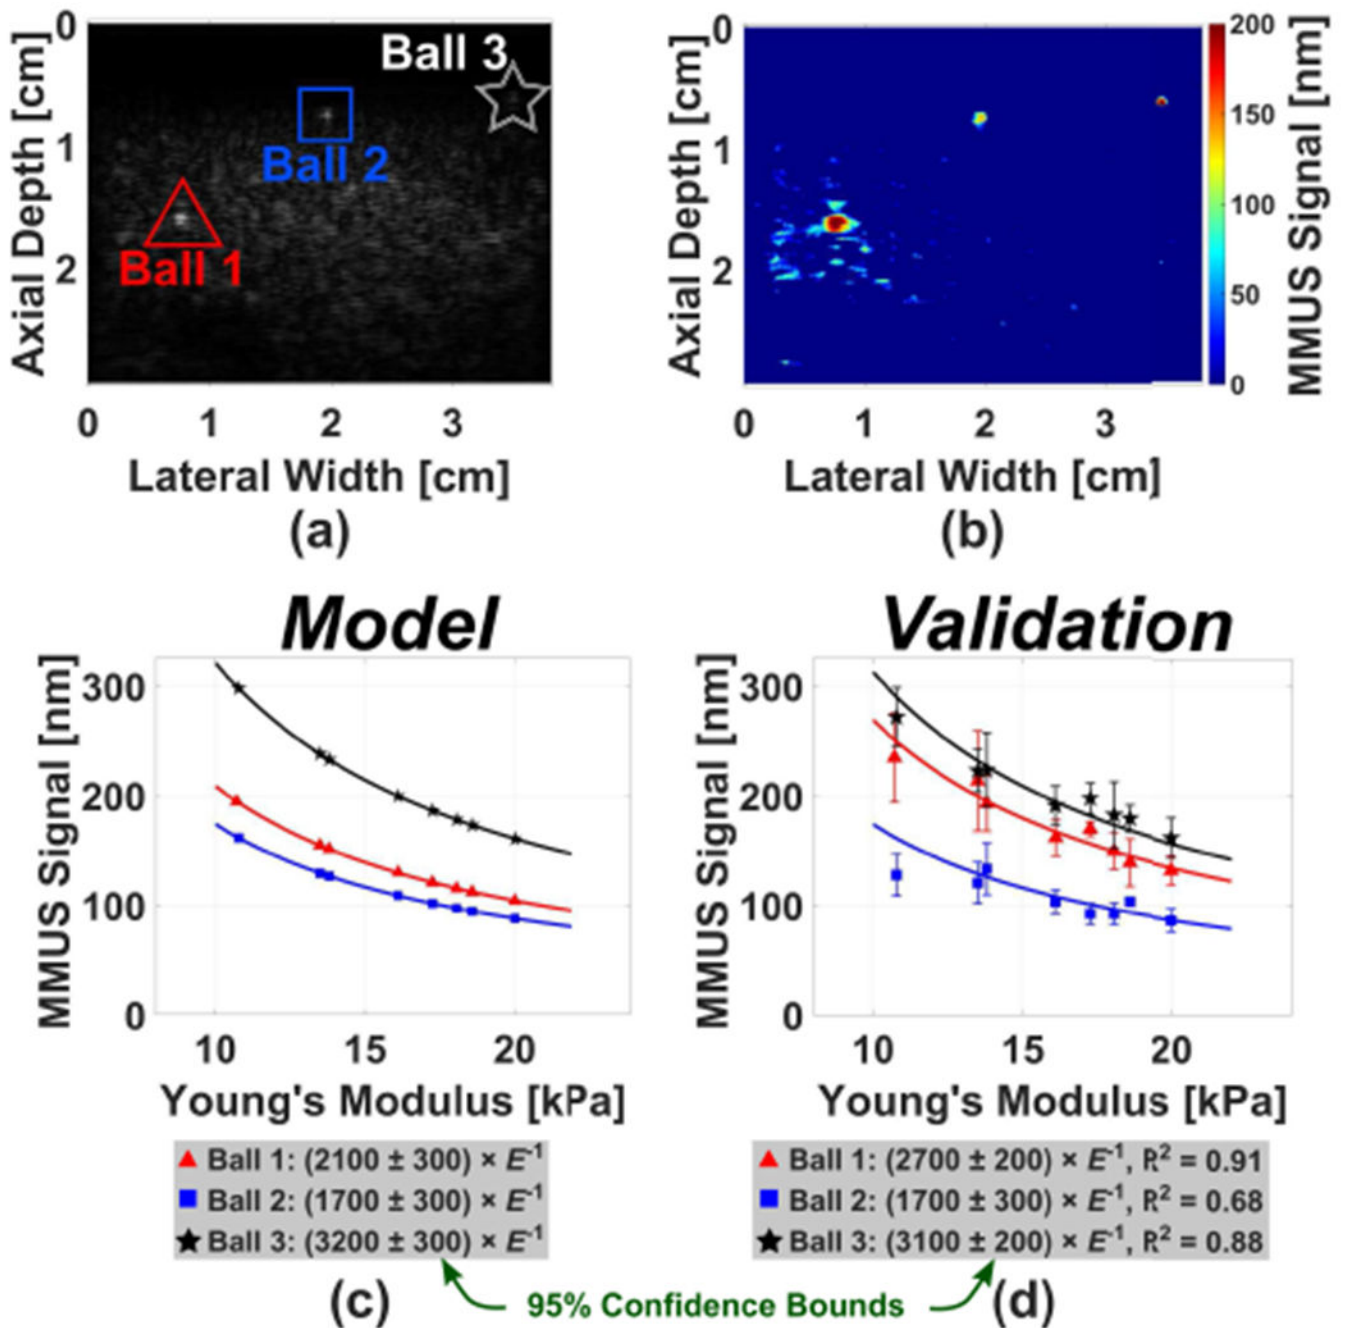 Axial Depth [cm]
0
1
2
Ball 3
Ball 2
Ball 1
0 1 2 3
Lateral Width [cm]
(a)
Axial Depth [cm]
0
1
2
0 1 2 3
Lateral Width [cm]
(b)
200
150
100
50
0
MMUS Signal [nm]
Model
MMUS Signal [nm]
300
200
100
0
10 15 20
Young's Modulus [kPa]
Ball 1: (2100 ± 300) × E⁻¹
Ball 2: (1700 ± 300) × E⁻¹
Ball 3: (3200 ± 300) × E⁻¹
(c)
Validation
MMUS Signal [nm]
300
200
100
0
10 15 20
Young's Modulus [kPa]
Ball 1: (2700 ± 200) × E⁻¹, R² = 0.91
Ball 2: (1700 ± 300) × E⁻¹, R² = 0.68
Ball 3: (3100 ± 200) × E⁻¹, R² = 0.88
(d)
95% Confidence Bounds